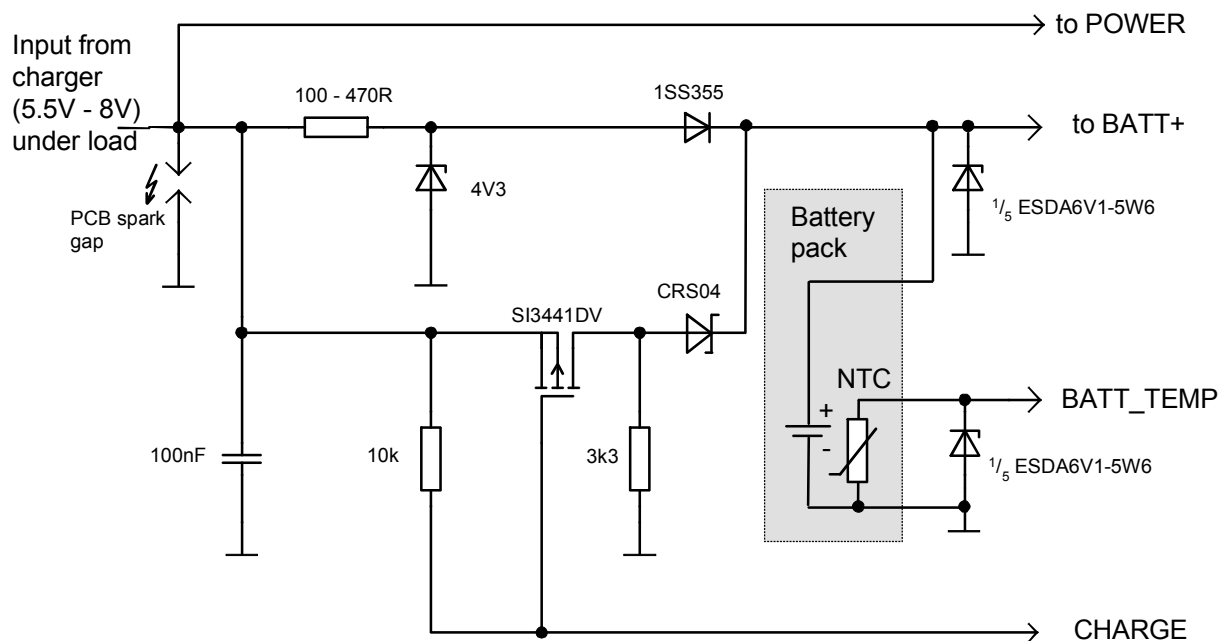 to POWER
Input from
charger
(5.5V - 8V)
under load
100 - 470R
1SS355
to BATT+
PCB spark
gap
4V3
Battery
pack
1/5 ESDA6V1-5W6
SI3441DV
CRS04
NTC
BATT_TEMP
+
-
100nF
10k
3k3
1/5 ESDA6V1-5W6
CHARGE